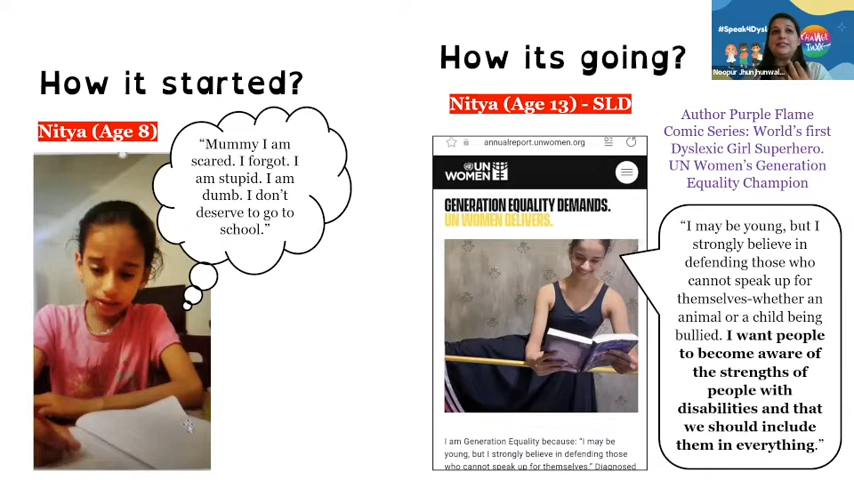 How it started?
Nitya (Age 8)
“Mummy I am
scared. I forgot. I
am stupid. I am
dumb. I don’t
deserve to go to
school.”
How its going?
Nitya (Age 13) - SLD
annualreport.unwomen.org
UN
WOMEN
GENERATION EQUALITY DEMANDS.
UN WOMEN DELIVERS.
I am Generation Equality because: “I may be
young, but I strongly believe in defending those
who cannot speak up for themselves.” Diagnosed
#Speak4Dysl
CHANGE
INKK
Noopur Jhunjhunwal...
Author Purple Flame
Comic Series: World’s first
Dyslexic Girl Superhero.
UN Women’s Generation
Equality Champion
“I may be young, but I
strongly believe in
defending those who
cannot speak up for
themselves-whether an
animal or a child being
bullied. I want people
to become aware of
the strengths of
people with
disabilities and that
we should include
them in everything.”